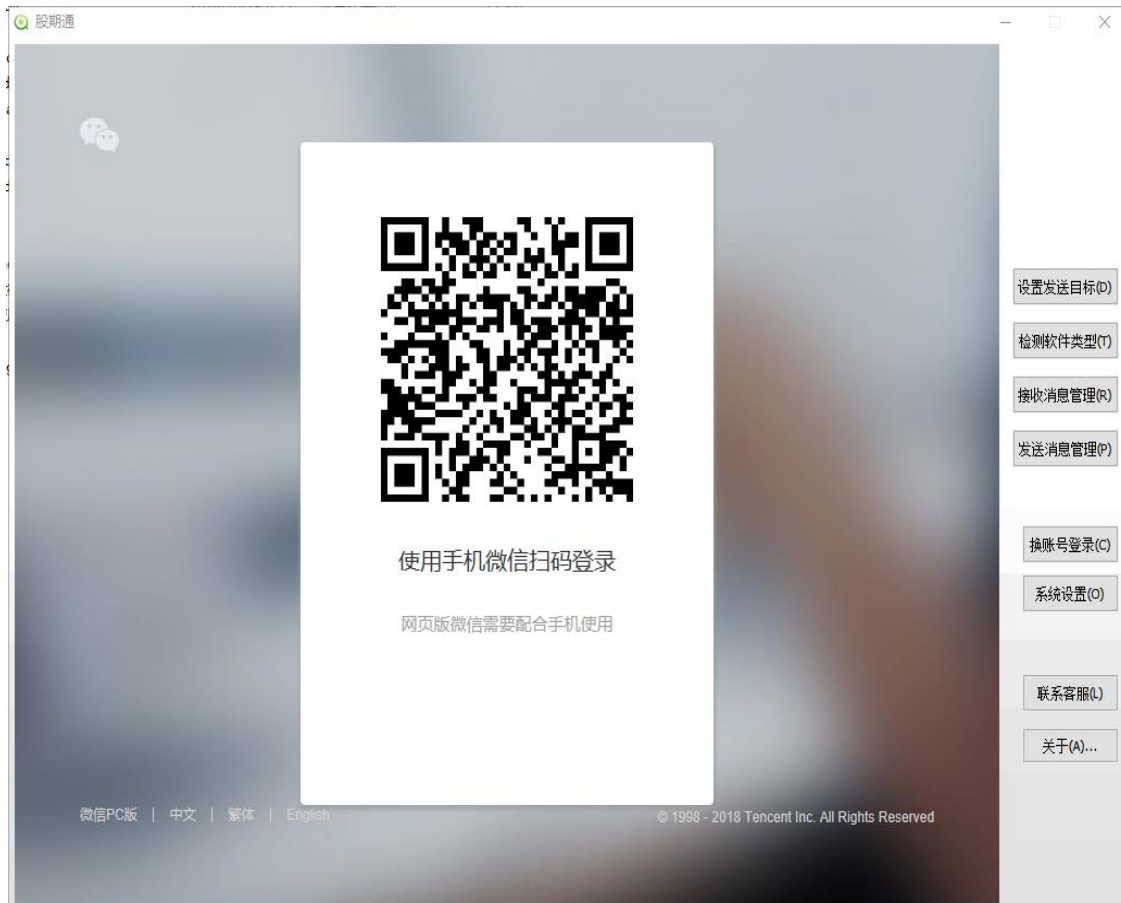 股期通
设置发送目标(D)
检测软件类型(T)
接收消息管理(R)
发送消息管理(P)
使用手机微信扫码登录
换账号登录(C)
系统设置(O)
网页版微信需要配合手机使用
联系客服(L)
关于(A)...
微信PC版 | 中文 | 繁体 | English
© 1998 - 2018 Tencent Inc. All Rights Reserved